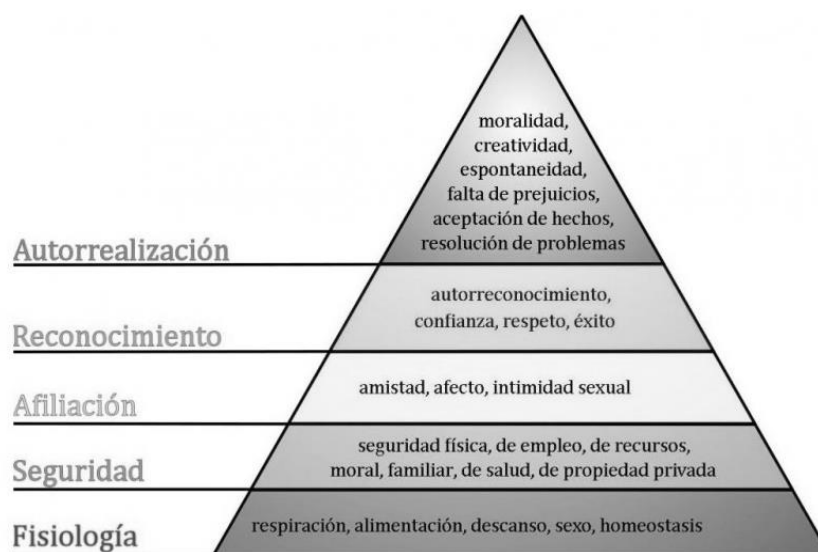 moralidad,
creatividad,
espontaneidad,
falta de prejuicios,
aceptación de hechos,
resolución de problemas
Autorrealización
autorreconocimiento,
confianza, respeto, éxito
Reconocimiento
amistad, afecto, intimidad sexual
Afiliación
seguridad física, de empleo, de recursos,
moral, familiar, de salud, de propiedad privada
Seguridad
respiración, alimentación, descanso, sexo, homeostasis
Fisiología